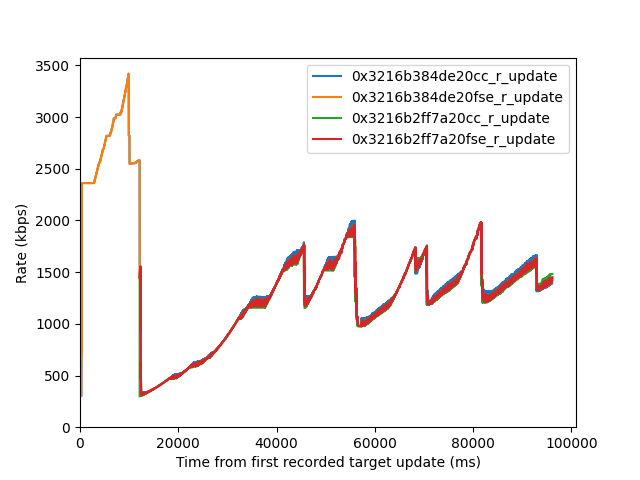 0x3216b384de20cc_r_update
0x3216b384de20fse_r_update
0x3216b2ff7a20cc_r_update
0x3216b2ff7a20fse_r_update
Rate (kbps)
3500
3000
2500
2000
1500
1000
500
0
0 20000 40000 60000 80000 100000
Time from first recorded target update (ms)